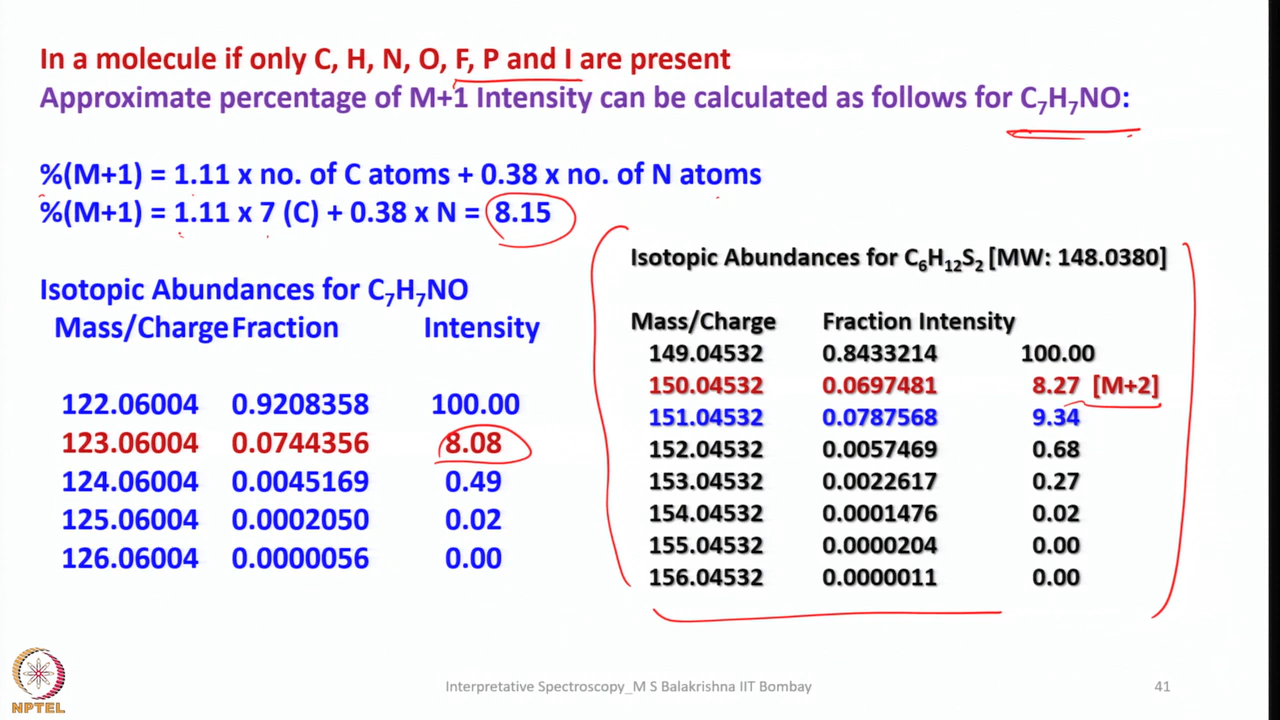 In a molecule if only C, H, N, O, F, P and I are present
Approximate percentage of M+1 Intensity can be calculated as follows for C₇H₇NO:
%(M+1) = 1.11 x no. of C atoms + 0.38 x no. of N atoms
%(M+1) = 1.11 x 7 (C) + 0.38 x N = 8.15
Isotopic Abundances for C₇H₇NO
Mass/Charge Fraction Intensity
122.06004 0.9208358 100.00
123.06004 0.0744356 8.08
124.06004 0.0045169 0.49
125.06004 0.0002050 0.02
126.06004 0.0000056 0.00
Isotopic Abundances for C₆H₁₂S₂ [MW: 148.0380]
Mass/Charge Fraction Intensity
149.04532 0.8433214 100.00
150.04532 0.0697481 8.27 [M+2]
151.04532 0.0787568 9.34
152.04532 0.0057469 0.68
153.04532 0.0022617 0.27
154.04532 0.0001476 0.02
155.04532 0.0000204 0.00
156.04532 0.0000011 0.00
NPTEL
Interpretative Spectroscopy_M S Balakrishna IIT Bombay
41